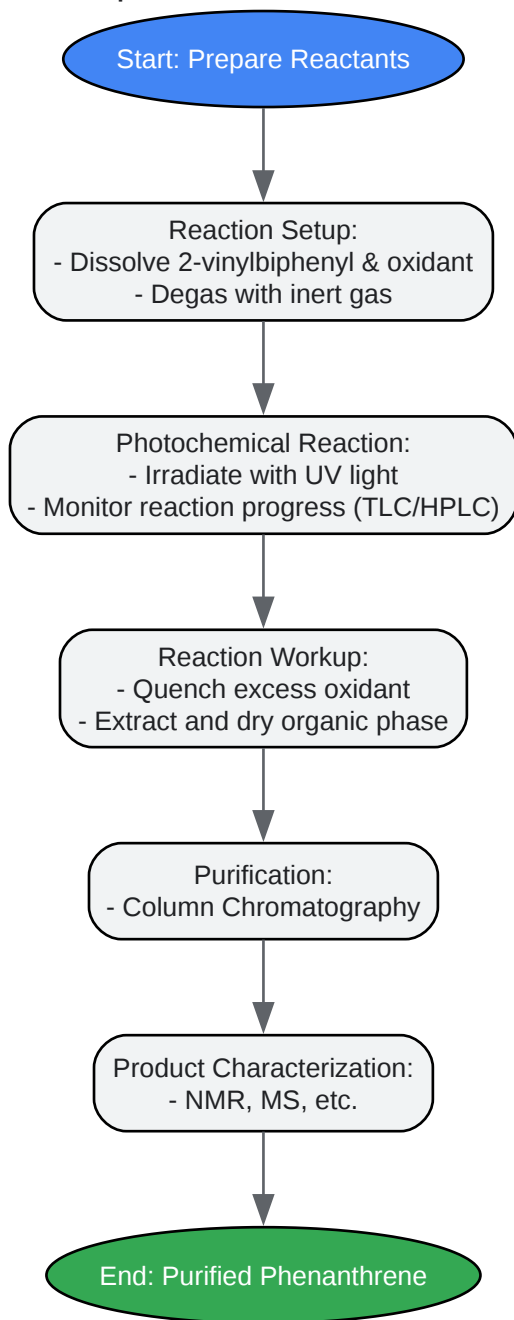 Start: Prepare Reactants
Reaction Setup:
- Dissolve 2-vinylbiphenyl & oxidant
- Degas with inert gas
Photochemical Reaction:
- Irradiate with UV light
- Monitor reaction progress (TLC/HPLC)
Reaction Workup:
- Quench excess oxidant
- Extract and dry organic phase
Purification:
- Column Chromatography
Product Characterization:
- NMR, MS, etc.
End: Purified Phenanthrene